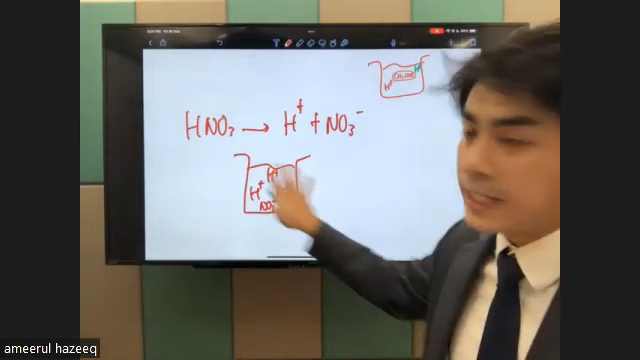 H⁺ CH₃COOH H⁺
HNO₃ → H⁺ + NO₃⁻
H⁺
H⁺
NO₃
ameerul hazeeq